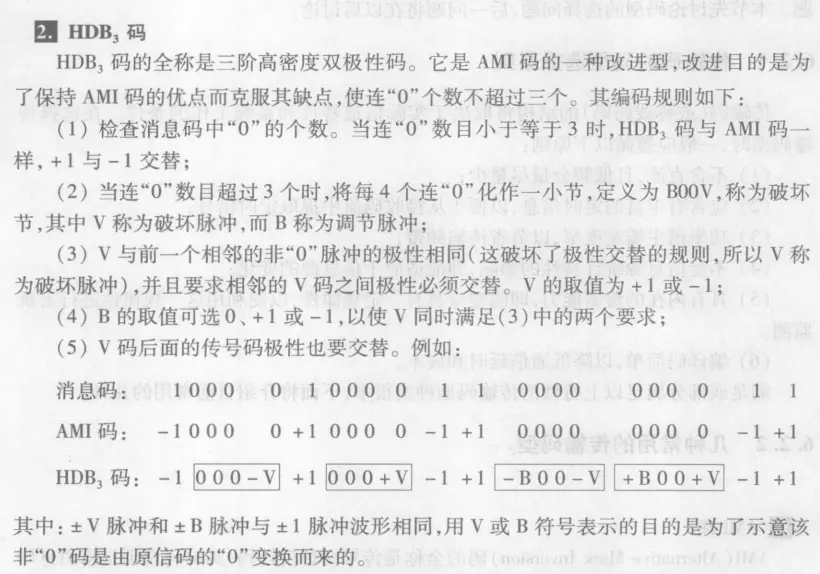 2. HDB₃ 码
HDB₃ 码的全称是三阶高密度双极性码。它是 AMI 码的一种改进型,改进目的是为
了保持 AMI 码的优点而克服其缺点,使连“0”个数不超过三个。其编码规则如下:
(1) 检查消息码中“0”的个数。当连“0”数目小于等于 3 时,HDB₃ 码与 AMI 码一
样,+1 与 -1 交替;
(2) 当连“0”数目超过 3 个时,将每 4 个连“0”化作一小节,定义为 B00V,称为破坏
节,其中 V 称为破坏脉冲,而 B 称为调节脉冲;
(3) V 与前一个相邻的非“0”脉冲的极性相同(这破坏了极性交替的规则,所以 V 称
为破坏脉冲),并且要求相邻的 V 码之间极性必须交替。V 的取值为 +1 或 -1;
(4) B 的取值可选 0、+1 或 -1,以使 V 同时满足(3)中的两个要求;
(5) V 码后面的传号码极性也要交替。例如:
消息码: 1 0 0 0 0 1 0 0 0 0 1 1 0 0 0 0 0 0 0 0 1 1
AMI 码: -1 0 0 0 0 +1 0 0 0 0 -1 +1 0 0 0 0 0 0 0 0 -1 +1
HDB₃ 码: -1 0 0 0 -V +1 0 0 0 +V -1 +1 -B 0 0 -V +B 0 0 +V -1 +1
其中: ±V 脉冲和 ±B 脉冲与 ±1 脉冲波形相同,用 V 或 B 符号表示的目的是为了示意该
非“0”码是由原信码的“0”变换而来的。